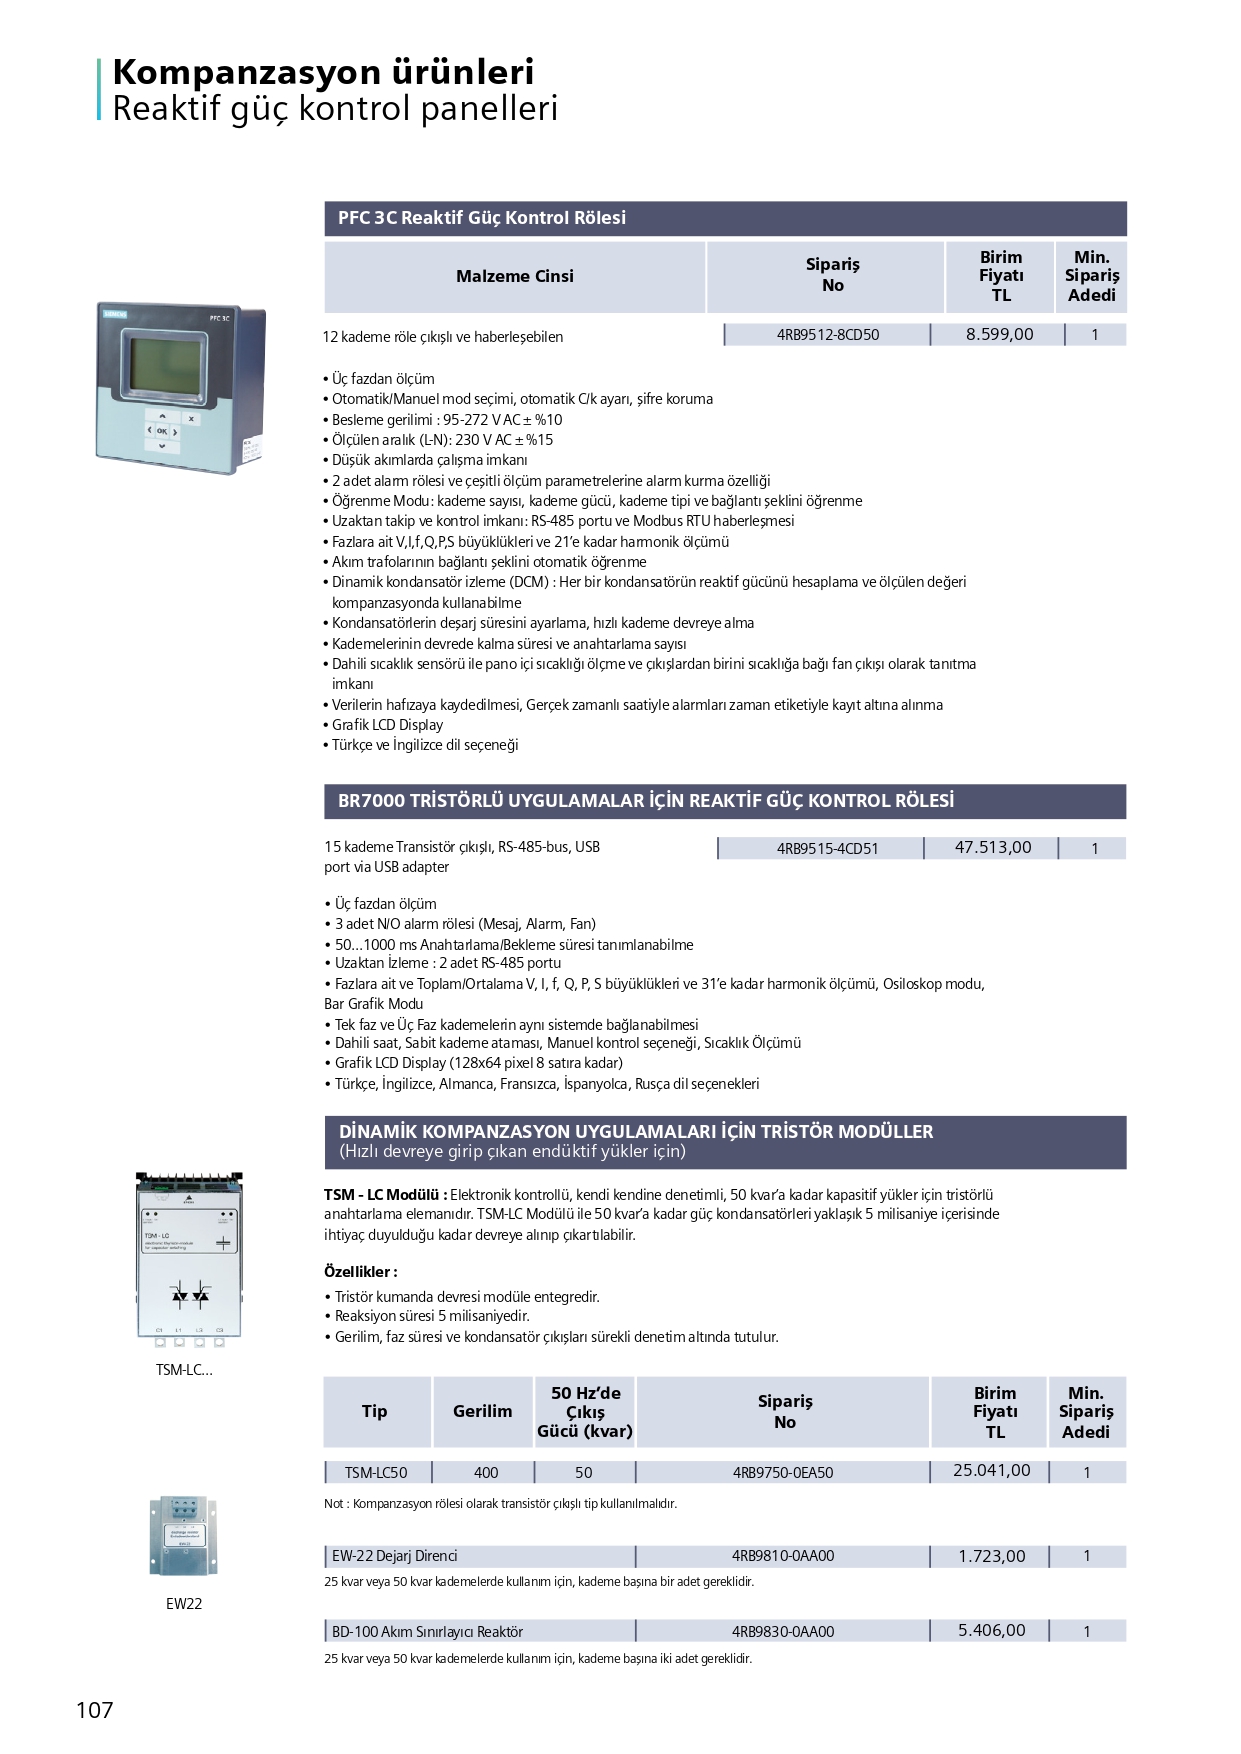 Kompanzasyon ürünleri
Reaktif güç kontrol panelleri
PFC 3C Reaktif Güç Kontrol Rölesi
Malzeme Cinsi
Sipariş
No
Birim
Fiyatı
TL
Min.
Sipariş
Adedi
SIEMENS
PFC 3C
OK
12 kademe röle çıkışlı ve haberleşebilen
4RB9512-8CD50
8.599,00
1
• Üç fazdan ölçüm
• Otomatik/Manuel mod seçimi, otomatik C/k ayarı, şifre koruma
• Besleme gerilimi : 95-272 V AC ± %10
• Ölçülen aralık (L-N): 230 V AC ± %15
• Düşük akımlarda çalışma imkanı
• 2 adet alarm rölesi ve çeşitli ölçüm parametrelerine alarm kurma özelliği
• Öğrenme Modu: kademe sayısı, kademe gücü, kademe tipi ve bağlantı şeklini öğrenme
• Uzaktan takip ve kontrol imkanı: RS-485 portu ve Modbus RTU haberleşmesi
• Fazlara ait V,I,f,Q,P,S büyüklükleri ve 21’e kadar harmonik ölçümü
• Akım trafolarının bağlantı şeklini otomatik öğrenme
• Dinamik kondansatör izleme (DCM) : Her bir kondansatörün reaktif gücünü hesaplama ve ölçülen değeri
kompanzasyonda kullanabilme
• Kondansatörlerin deşarj süresini ayarlama, hızlı kademe devreye alma
• Kademelerinin devrede kalma süresi ve anahtarlama sayısı
• Dahili sıcaklık sensörü ile pano içi sıcaklığı ölçme ve çıkışlardan birini sıcaklığa bağı fan çıkışı olarak tanıtma
imkanı
• Verilerin hafızaya kaydedilmesi, Gerçek zamanlı saatiyle alarmları zaman etiketiyle kayıt altına alınma
• Grafik LCD Display
• Türkçe ve İngilizce dil seçeneği
BR7000 TRİSTÖRLÜ UYGULAMALAR İÇİN REAKTİF GÜÇ KONTROL RÖLESİ
15 kademe Transistör çıkışlı, RS-485-bus, USB
port via USB adapter
4RB9515-4CD51
47.513,00
1
• Üç fazdan ölçüm
• 3 adet N/O alarm rölesi (Mesaj, Alarm, Fan)
• 50...1000 ms Anahtarlama/Bekleme süresi tanımlanabilme
• Uzaktan İzleme : 2 adet RS-485 portu
• Fazlara ait ve Toplam/Ortalama V, I, f, Q, P, S büyüklükleri ve 31’e kadar harmonik ölçümü, Osiloskop modu,
Bar Grafik Modu
• Tek faz ve Üç Faz kademelerin aynı sistemde bağlanabilmesi
• Dahili saat, Sabit kademe ataması, Manuel kontrol seçeneği, Sıcaklık Ölçümü
• Grafik LCD Display (128x64 pixel 8 satıra kadar)
• Türkçe, İngilizce, Almanca, Fransızca, İspanyolca, Rusça dil seçenekleri
DİNAMİK KOMPANZASYON UYGULAMALARI İÇİN TRİSTÖR MODÜLLER
(Hızlı devreye girip çıkan endüktif yükler için)
TSM - LC Modülü : Elektronik kontrollü, kendi kendine denetimli, 50 kvar’a kadar kapasitif yükler için tristörlü
anahtarlama elemanıdır. TSM-LC Modülü ile 50 kvar’a kadar güç kondansatörleri yaklaşık 5 milisaniye içerisinde
ihtiyaç duyulduğu kadar devreye alınıp çıkartılabilir.
Özellikler :
• Tristör kumanda devresi modüle entegredir.
• Reaksiyon süresi 5 milisaniyedir.
• Gerilim, faz süresi ve kondansatör çıkışları sürekli denetim altında tutulur.
TSM - LC
C1 L1 L3 C3
TSM-LC...
Tip
Gerilim
50 Hz’de
Çıkış
Gücü (kvar)
Sipariş
No
Birim
Fiyatı
TL
Min.
Sipariş
Adedi
TSM-LC50
400
50
4RB9750-0EA50
25.041,00
1
Not : Kompanzasyon rölesi olarak transistör çıkışlı tip kullanılmalıdır.
EW-22 Dejarj Direnci
4RB9810-0AA00
1.723,00
1
25 kvar veya 50 kvar kademelerde kullanım için, kademe başına bir adet gereklidir.
EW22
BD-100 Akım Sınırlayıcı Reaktör
4RB9830-0AA00
5.406,00
1
25 kvar veya 50 kvar kademelerde kullanım için, kademe başına iki adet gereklidir.
107